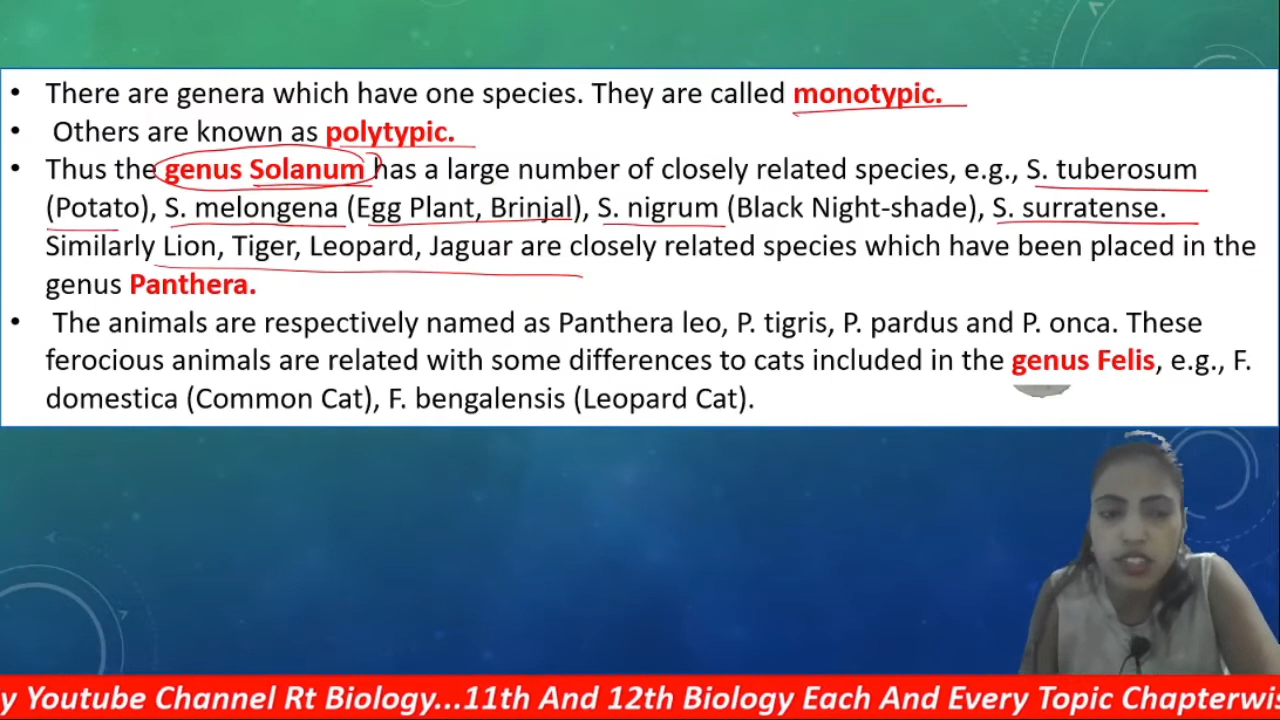 • There are genera which have one species. They are called monotypic.
• Others are known as polytypic.
• Thus the genus Solanum has a large number of closely related species, e.g., S. tuberosum
(Potato), S. melongena (Egg Plant, Brinjal), S. nigrum (Black Night-shade), S. surratense.
Similarly Lion, Tiger, Leopard, Jaguar are closely related species which have been placed in the
genus Panthera.
• The animals are respectively named as Panthera leo, P. tigris, P. pardus and P. onca. These
ferocious animals are related with some differences to cats included in the genus Felis, e.g., F.
domestica (Common Cat), F. bengalensis (Leopard Cat).
y Youtube Channel Rt Biology...11th And 12th Biology Each And Every Topic Chapterwis